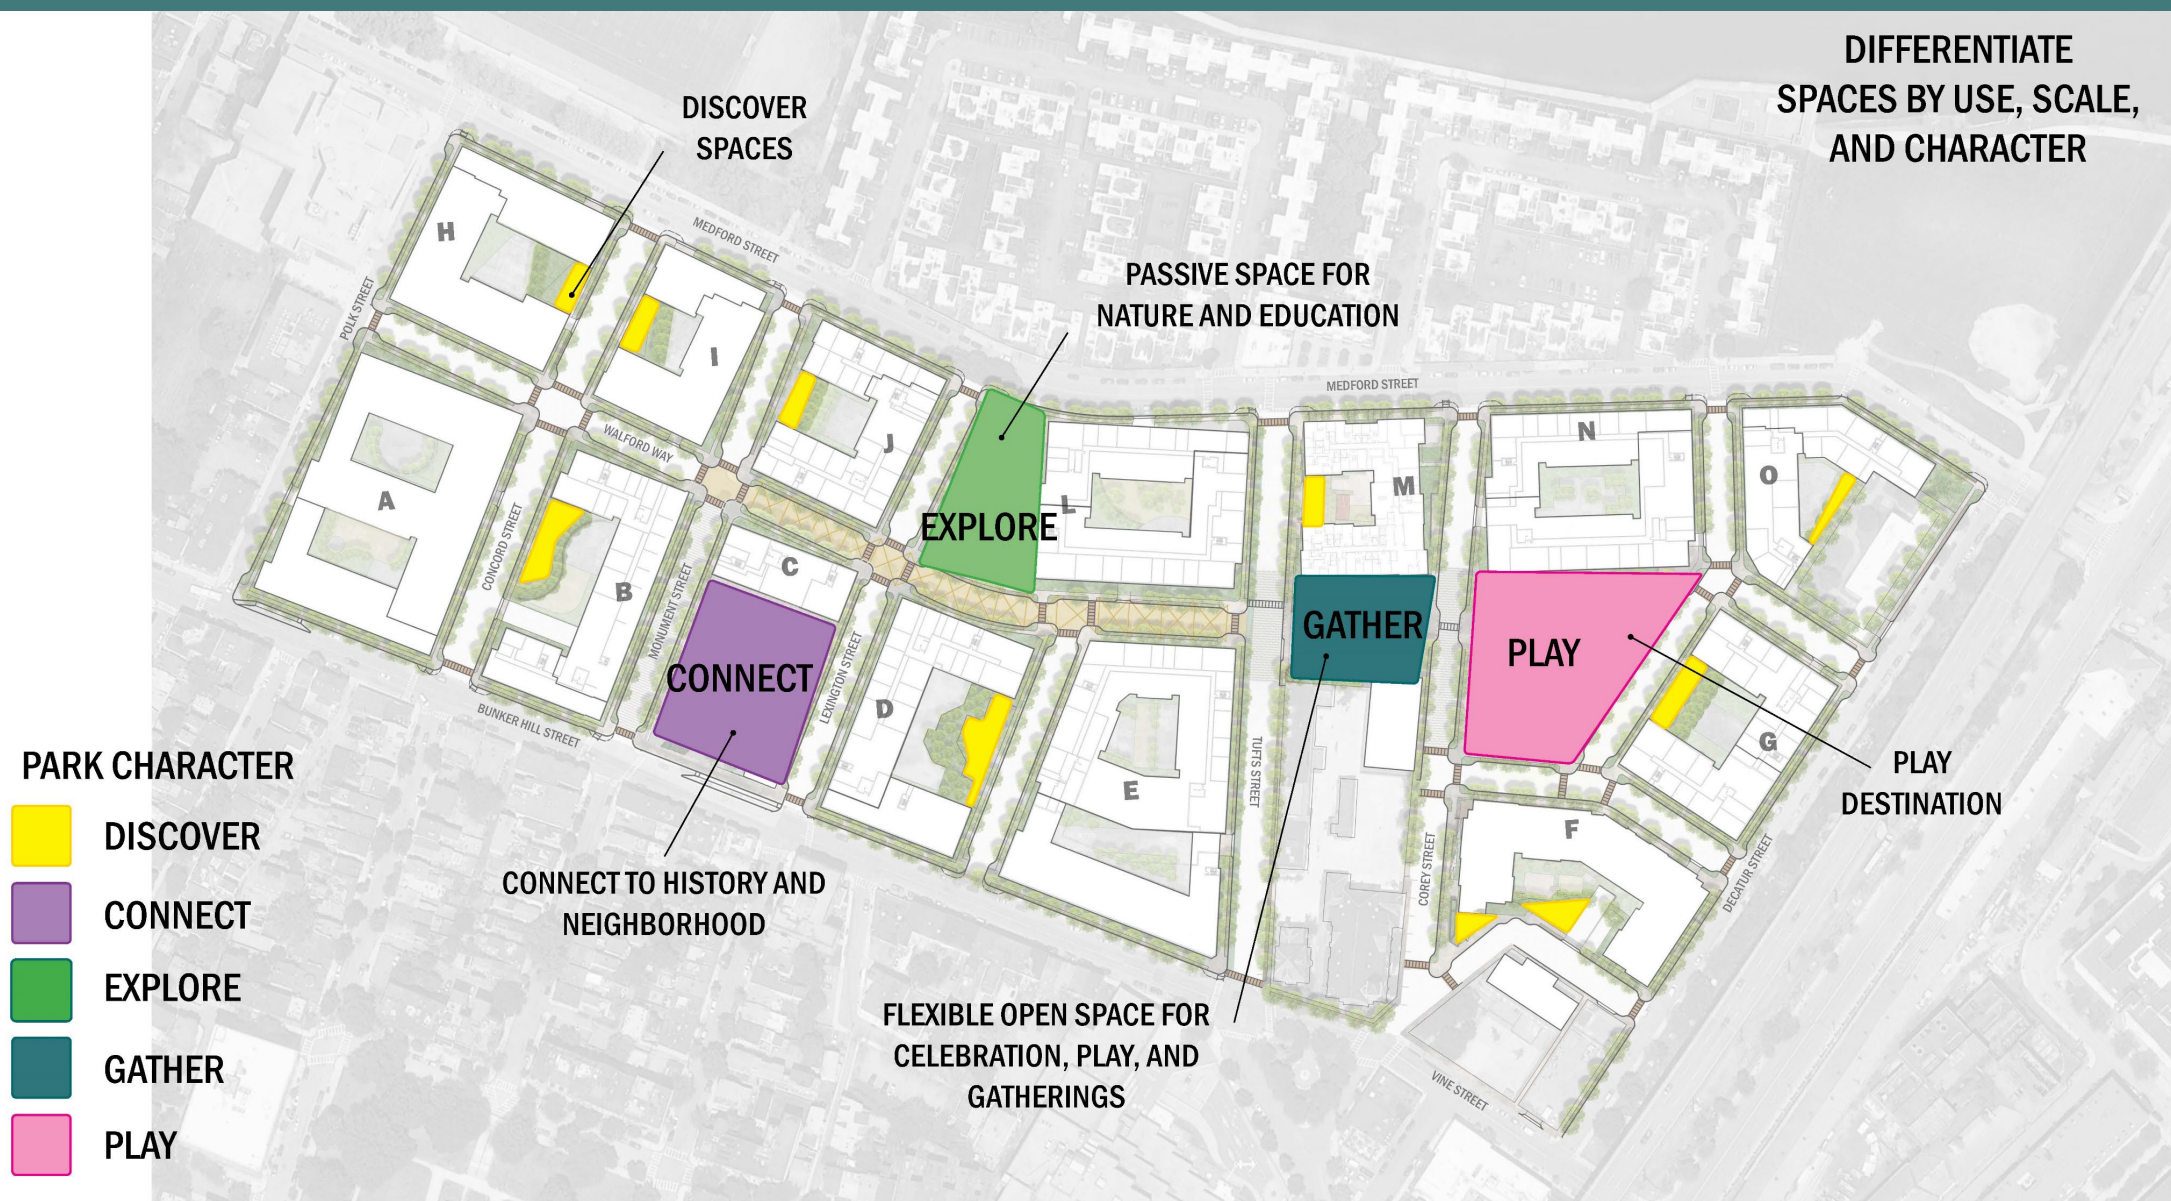 DIFFERENTIATE
SPACES BY USE, SCALE,
AND CHARACTER
DISCOVER
SPACES
MEDFORD STREET
H
POLK STREET
I
PASSIVE SPACE FOR
NATURE AND EDUCATION
MEDFORD STREET
J
WALFORD WAY
N
O
L
M
A
EXPLORE
CONCORD STREET
B
C
MONUMENT STREET
GATHER
PLAY
CONNECT
LEXINGTON STREET
D
BUNKER HILL STREET
E
TUFTS STREET
G
PLAY
DESTINATION
F
COREY STREET
DECATUR STREET
CONNECT TO HISTORY AND
NEIGHBORHOOD
FLEXIBLE OPEN SPACE FOR
CELEBRATION, PLAY, AND
GATHERINGS
VINE STREET
PARK CHARACTER
DISCOVER
CONNECT
EXPLORE
GATHER
PLAY